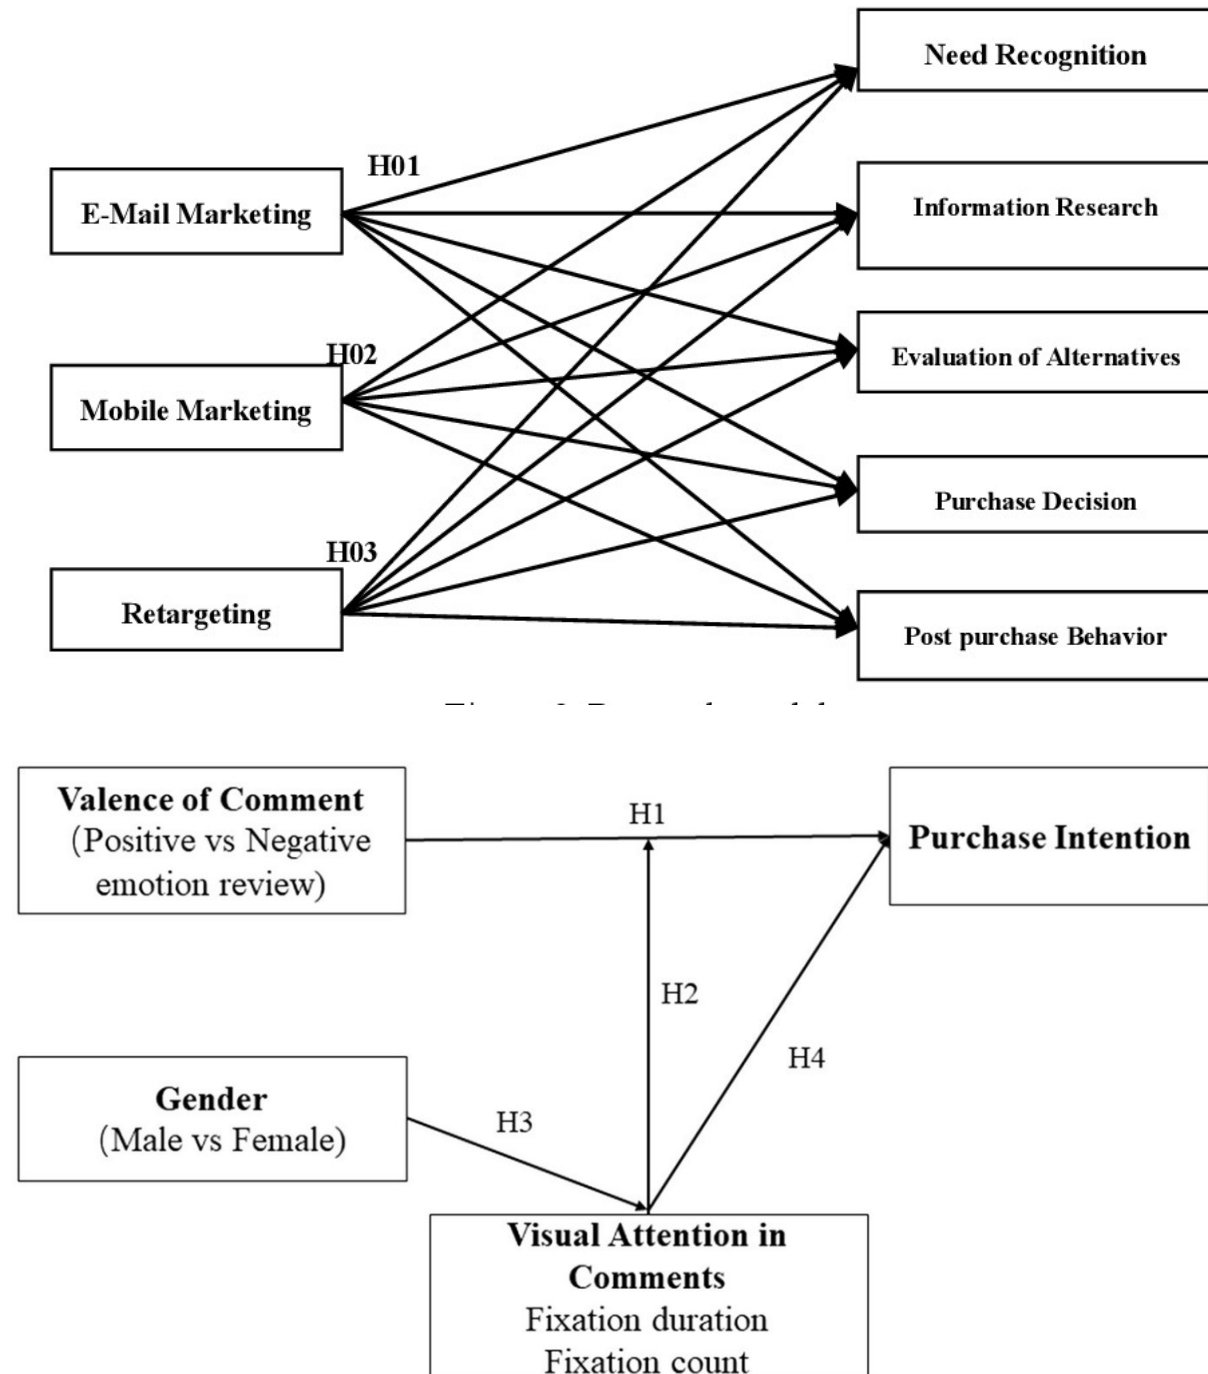 Need Recognition
H01
E-Mail Marketing
Information Research
H02
Evaluation of Alternatives
Mobile Marketing
Purchase Decision
H03
Retargeting
Post purchase Behavior
Valence of Comment
(Positive vs Negative
emotion review)
H1
Purchase Intention
H2
H4
Gender
(Male vs Female)
H3
Visual Attention in
Comments
Fixation duration
Fixation count